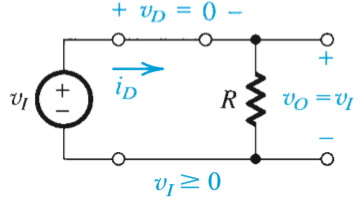 + v_D = 0 −
i_D
v_I + − R + v_O = v_I −
v_I ≥ 0